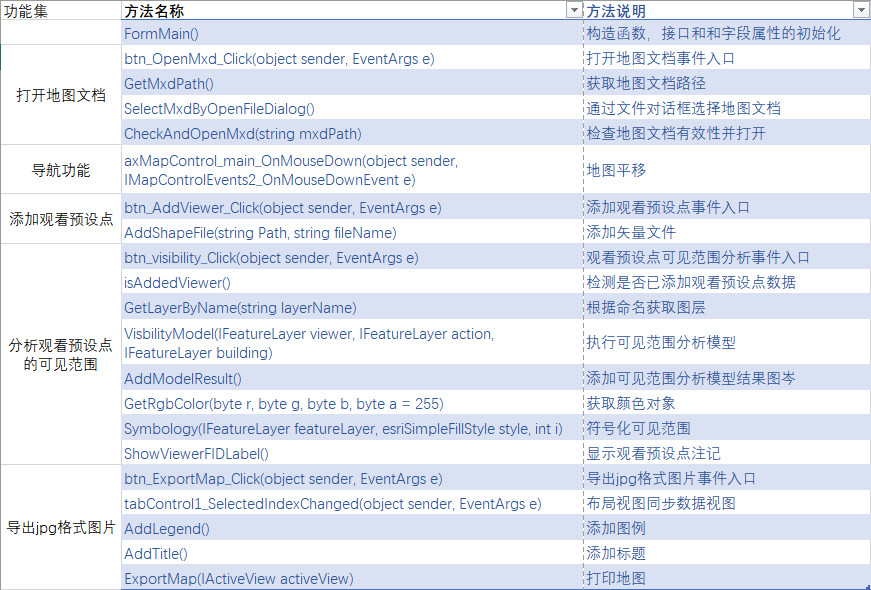 功能集 方法名称 方法说明
FormMain() 构造函数，接口和和字段属性的初始化
打开地图文档
btn_OpenMxd_Click(object sender, EventArgs e) 打开地图文档事件入口
GetMxdPath() 获取地图文档路径
SelectMxdByOpenFileDialog() 通过文件对话框选择地图文档
CheckAndOpenMxd(string mxdPath) 检查地图文档有效性并打开
导航功能
axMapControl_main_OnMouseDown(object sender,
IMapControlEvents2_OnMouseDownEvent e)
地图平移
添加观看预设点
btn_AddViewer_Click(object sender, EventArgs e) 添加观看预设点事件入口
AddShapeFile(string Path, string fileName) 添加矢量文件
分析观看预设点
的可见范围
btn_visibility_Click(object sender, EventArgs e) 观看预设点可见范围分析事件入口
isAddedViewer() 检测是否已添加观看预设点数据
GetLayerByName(string layerName) 根据命名获取图层
VisbilityModel(IFeatureLayer viewer, IFeatureLayer action,
IFeatureLayer building)
执行可见范围分析模型
AddModelResult() 添加可见范围分析模型结果图岑
GetRgbColor(byte r, byte g, byte b, byte a = 255) 获取颜色对象
Symbology(IFeatureLayer featureLayer, esriSimpleFillStyle style, int i) 符号化可见范围
ShowViewerFIDLabel() 显示观看预设点注记
导出jpg格式图片
btn_ExportMap_Click(object sender, EventArgs e) 导出jpg格式图片事件入口
tabControl1_SelectedIndexChanged(object sender, EventArgs e) 布局视图同步数据视图
AddLegend() 添加图例
AddTitle() 添加标题
ExportMap(IActiveView activeView) 打印地图